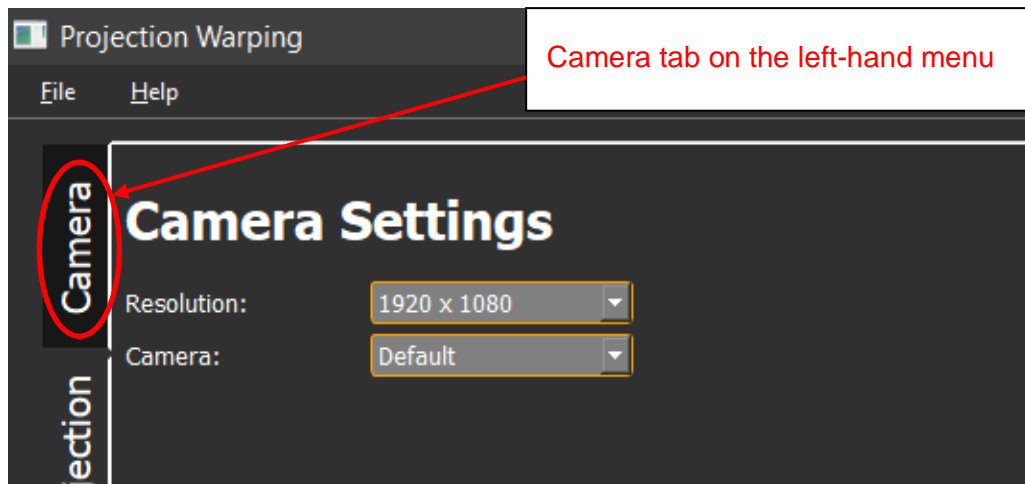 Projection Warping
Camera tab on the left-hand menu
File Help
Camera
Camera Settings
Resolution: 1920 x 1080
Camera: Default
jection